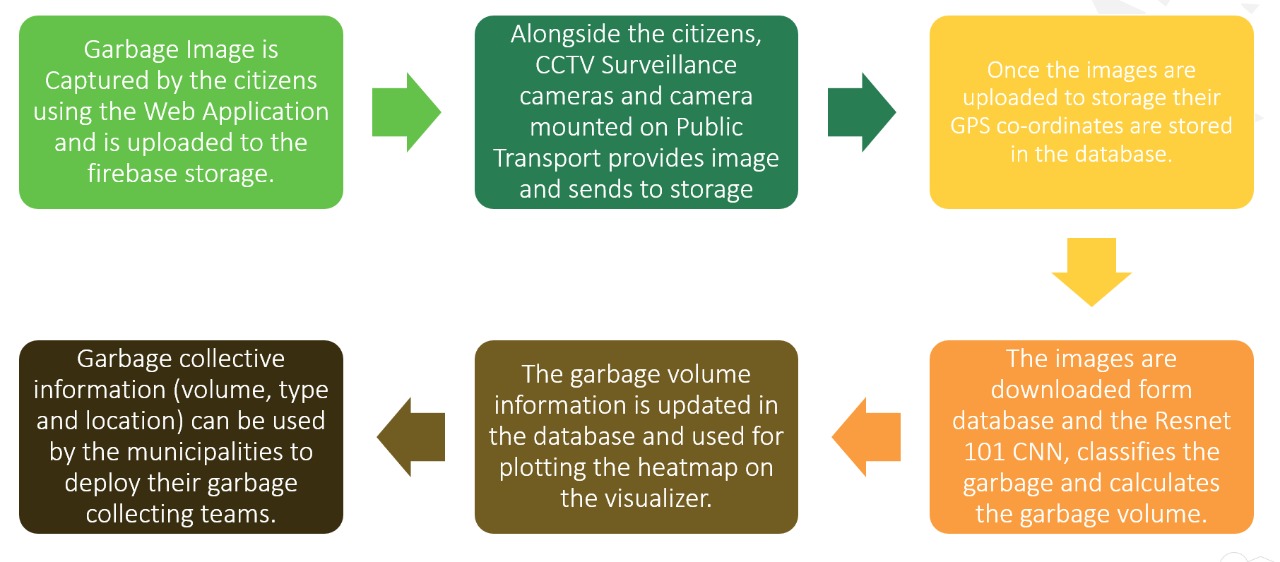 Garbage Image is
Captured by the citizens
using the Web Application
and is uploaded to the
firebase storage.
Alongside the citizens,
CCTV Surveillance
cameras and camera
mounted on Public
Transport provides image
and sends to storage
Once the images are
uploaded to storage their
GPS co-ordinates are stored
in the database.
The images are
downloaded form
database and the Resnet
101 CNN, classifies the
garbage and calculates
the garbage volume.
The garbage volume
information is updated in
the database and used for
plotting the heatmap on
the visualizer.
Garbage collective
information (volume, type
and location) can be used
by the municipalities to
deploy their garbage
collecting teams.